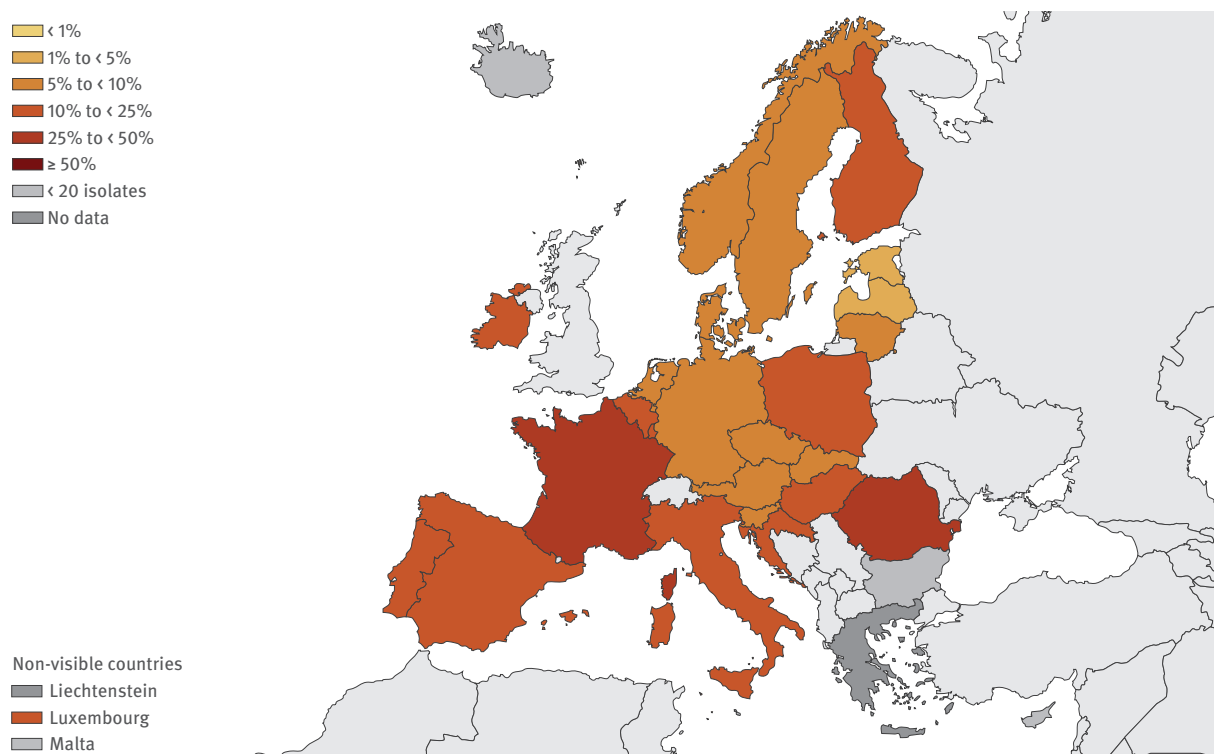 < 1%
1% to < 5%
5% to < 10%
10% to < 25%
25% to < 50%
≥ 50%
< 20 isolates
No data
Non-visible countries
Liechtenstein
Luxembourg
Malta